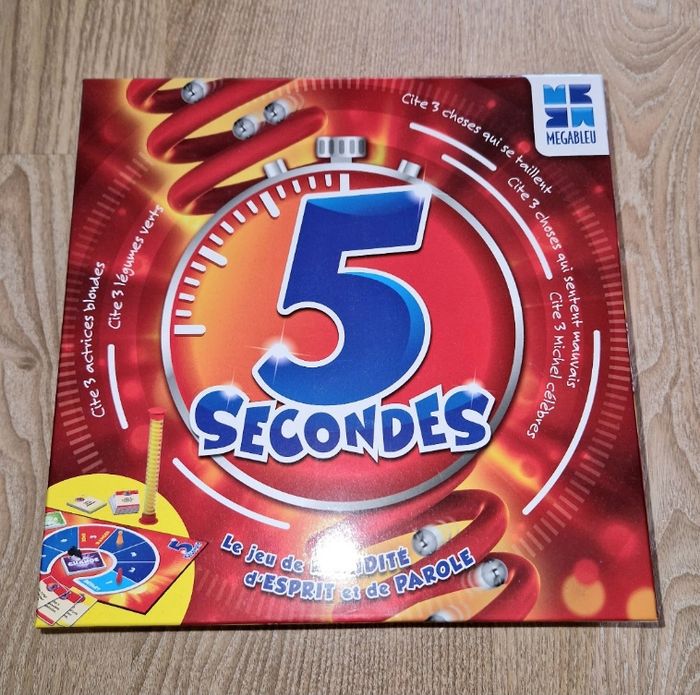 MEGABLEU
Cite 3 choses qui se taillent
Cite 3 choses qui sentent mauvais
Cite 3 Michel célèbres
Cite 3 légumes verts
Cite 3 actrices blondes
5
SECONDES
Le jeu de
d'ESPRIT et de PAROLE
5